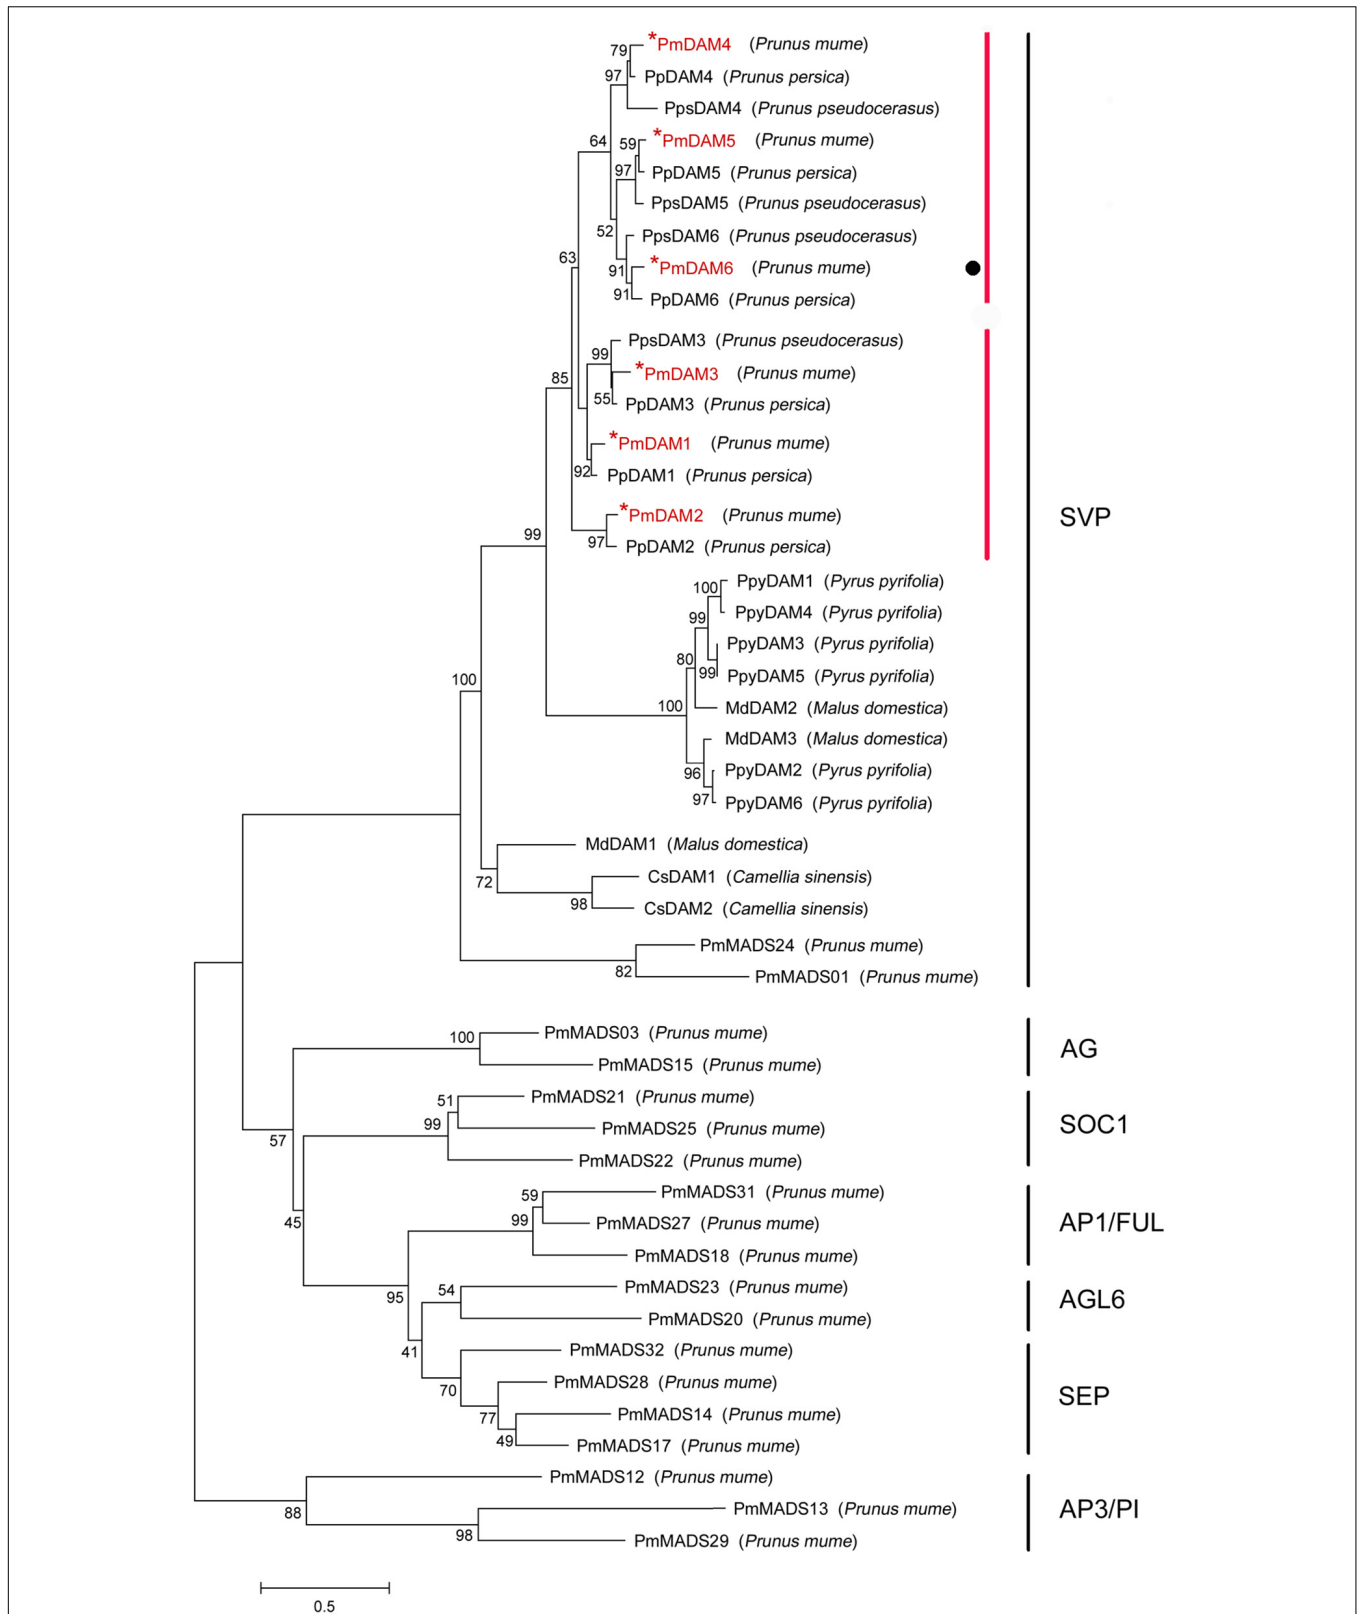 79 *PmDAM4 (Prunus mume)
97 PpDAM4 (Prunus persica)
PpsDAM4 (Prunus pseudocerasus)
64 59 *PmDAM5 (Prunus mume)
97 PpDAM5 (Prunus persica)
PpsDAM5 (Prunus pseudocerasus)
52 PpsDAM6 (Prunus pseudocerasus)
63 91 *PmDAM6 (Prunus mume)
91 PpDAM6 (Prunus persica)
PpsDAM3 (Prunus pseudocerasus)
99
85 *PmDAM3 (Prunus mume)
55 PpDAM3 (Prunus persica)
*PmDAM1 (Prunus mume)
92 PpDAM1 (Prunus persica)
*PmDAM2 (Prunus mume)
SVP
99 97 PpDAM2 (Prunus persica)
100 PpyDAM1 (Pyrus pyrifolia)
99 PpyDAM4 (Pyrus pyrifolia)
PpyDAM3 (Pyrus pyrifolia)
80
100 99 PpyDAM5 (Pyrus pyrifolia)
100 MdDAM2 (Malus domestica)
MdDAM3 (Malus domestica)
96 PpyDAM2 (Pyrus pyrifolia)
97 PpyDAM6 (Pyrus pyrifolia)
MdDAM1 (Malus domestica)
72 CsDAM1 (Camellia sinensis)
98 CsDAM2 (Camellia sinensis)
PmMADS24 (Prunus mume)
82 PmMADS01 (Prunus mume)
100 PmMADS03 (Prunus mume)
AG
PmMADS15 (Prunus mume)
51 PmMADS21 (Prunus mume)
99 PmMADS25 (Prunus mume)
SOC1
57
PmMADS22 (Prunus mume)
59 PmMADS31 (Prunus mume)
45 99 PmMADS27 (Prunus mume)
AP1/FUL
PmMADS18 (Prunus mume)
54 PmMADS23 (Prunus mume)
95
AGL6
PmMADS20 (Prunus mume)
41 PmMADS32 (Prunus mume)
70 PmMADS28 (Prunus mume)
SEP
77 PmMADS14 (Prunus mume)
49 PmMADS17 (Prunus mume)
PmMADS12 (Prunus mume)
88 PmMADS13 (Prunus mume)
AP3/PI
98 PmMADS29 (Prunus mume)
0.5